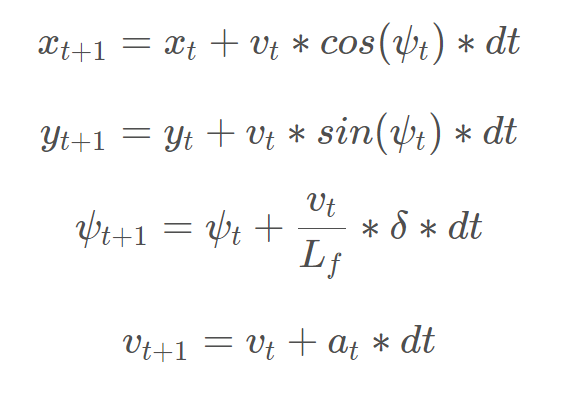 x_{t+1} = x_t + v_t * cos(ψ_t) * dt
y_{t+1} = y_t + v_t * sin(ψ_t) * dt
ψ_{t+1} = ψ_t + \frac{v_t}{L_f} * δ * dt
v_{t+1} = v_t + a_t * dt